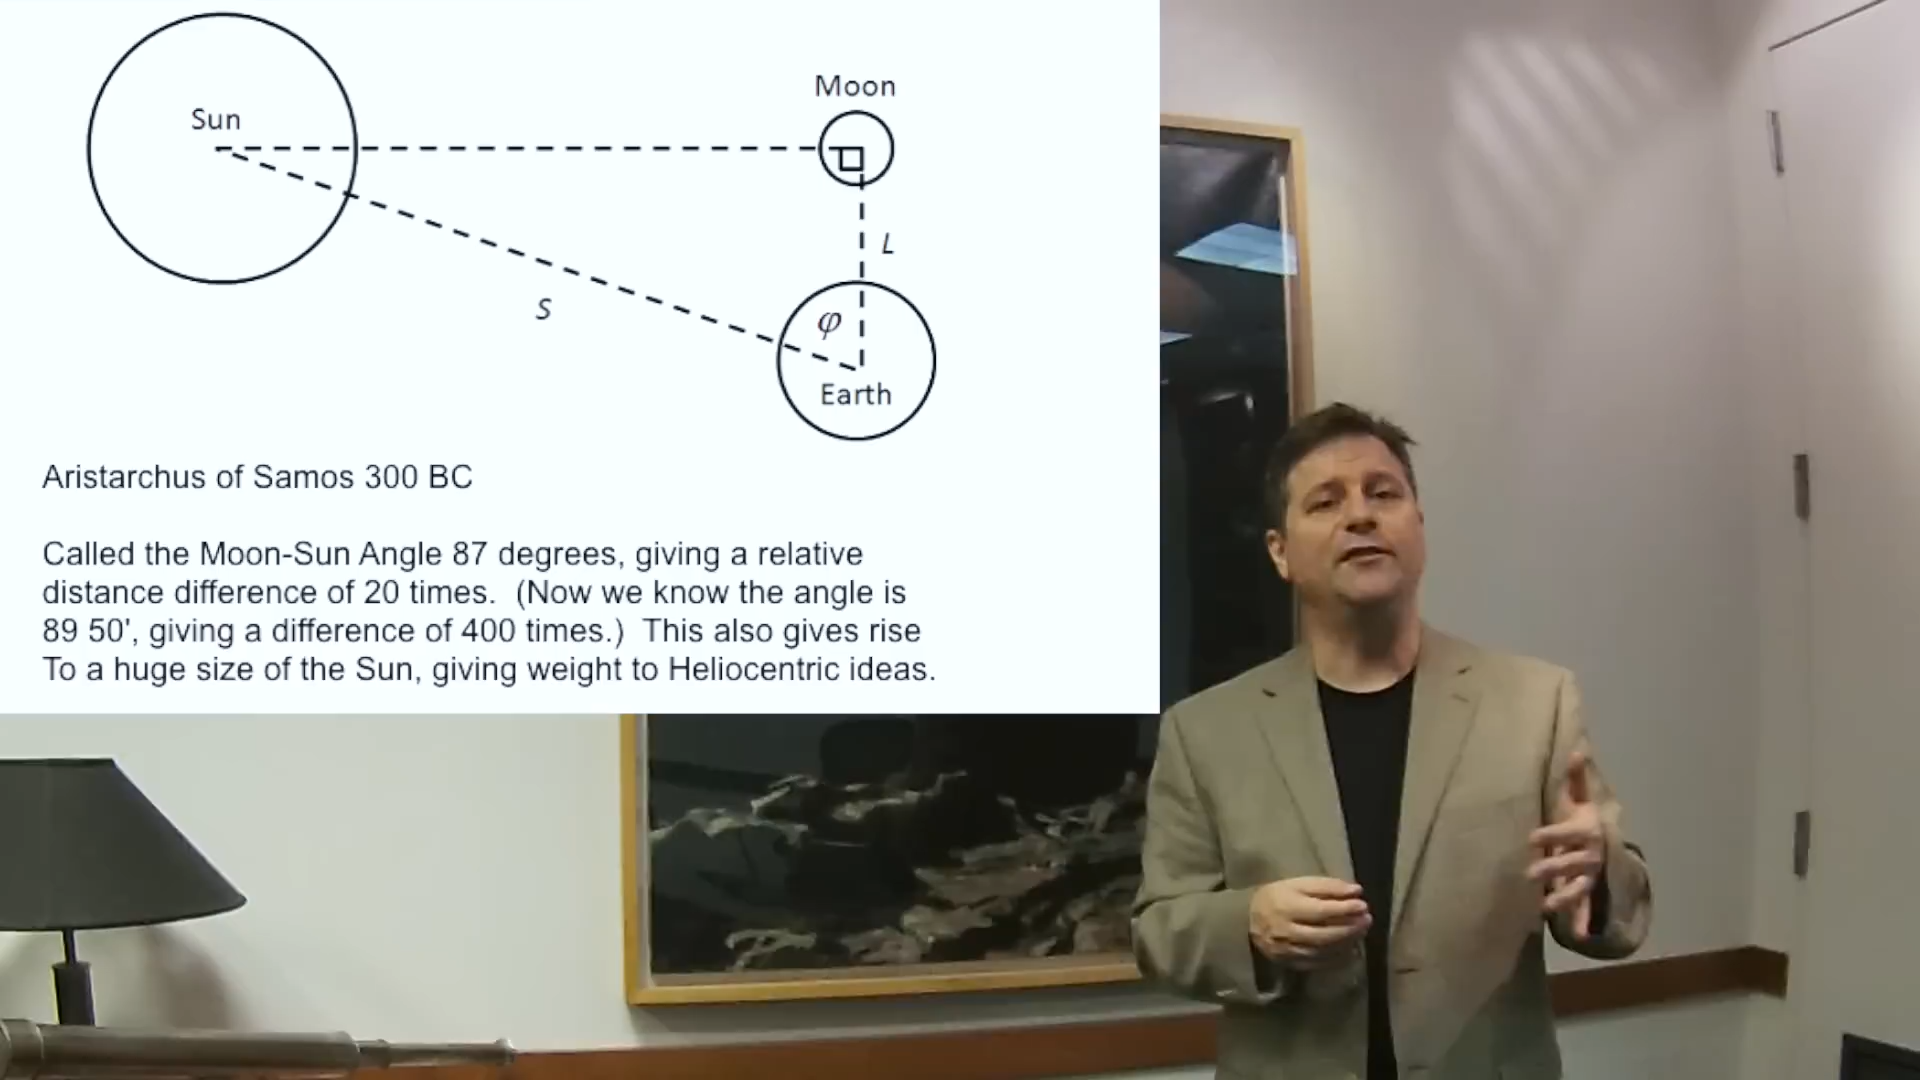 Moon
Sun
L
S
φ
Earth
Aristarchus of Samos 300 BC
Called the Moon-Sun Angle 87 degrees, giving a relative
distance difference of 20 times. (Now we know the angle is
89 50', giving a difference of 400 times.) This also gives rise
To a huge size of the Sun, giving weight to Heliocentric ideas.